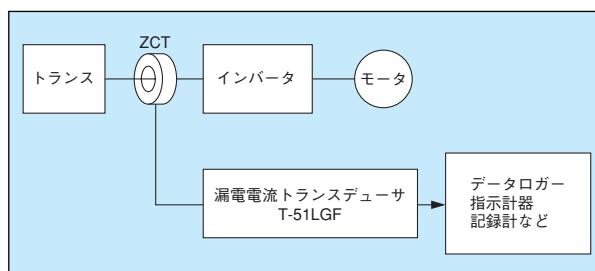 ZCT
トランス
インバータ
モータ
漏電電流トランスデューサ
T-51LGF
データロガー
指示計器
記録計など